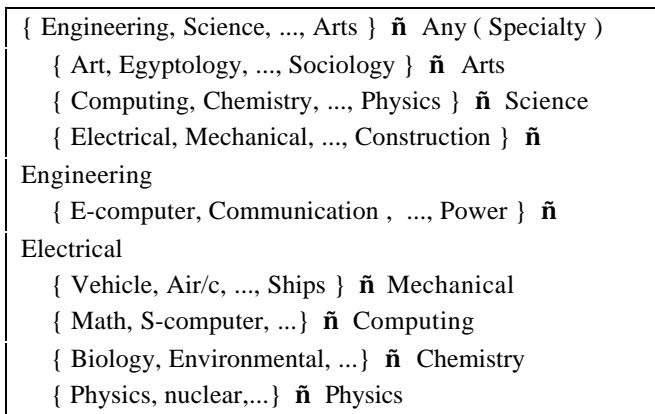 { Engineering, Science, ..., Arts } ñ Any ( Specialty )
{ Art, Egyptology, ..., Sociology } ñ Arts
{ Computing, Chemistry, ..., Physics } ñ Science
{ Electrical, Mechanical, ..., Construction } ñ
Engineering
{ E-computer, Communication , ..., Power } ñ
Electrical
{ Vehicle, Air/c, ..., Ships } ñ Mechanical
{ Math, S-computer, ...} ñ Computing
{ Biology, Environmental, ...} ñ Chemistry
{ Physics, nuclear,...} ñ Physics